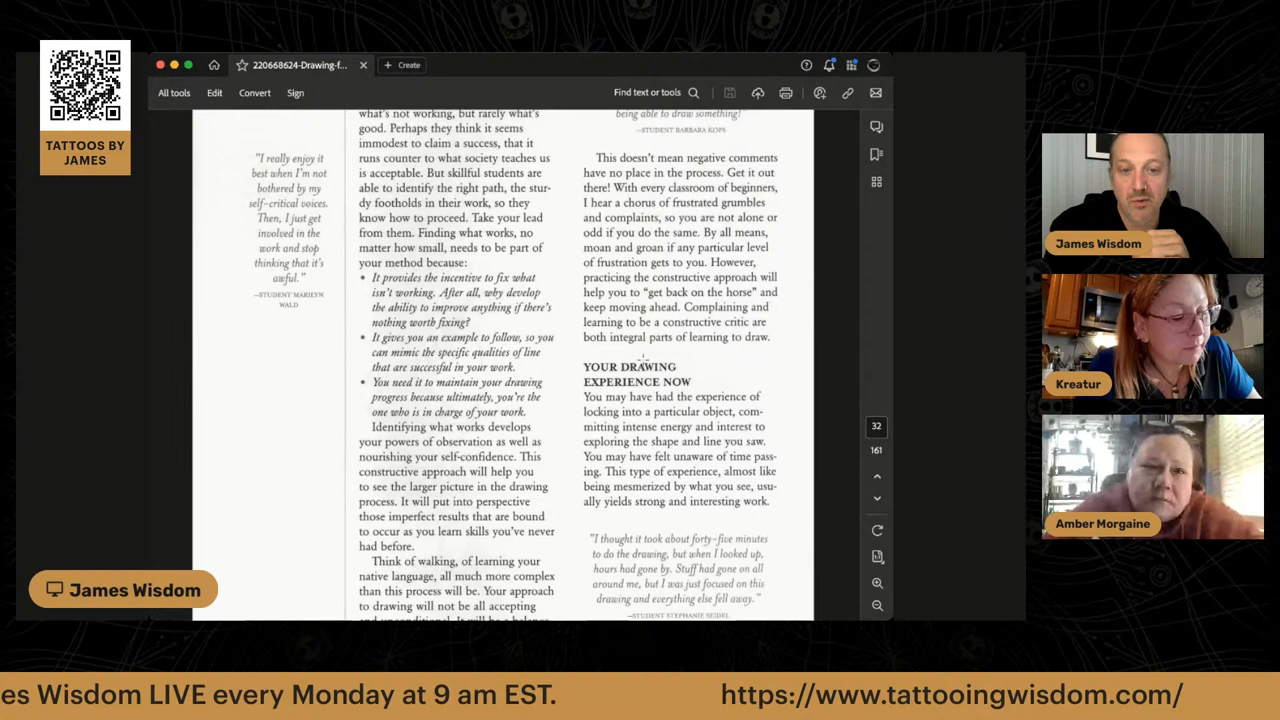 TATTOOS BY
JAMES
220668624-Drawing-f...
Create
All tools
Edit
Convert
Sign
Find text or tools
"I really enjoy it
best when I'm not
bothered by my
self-critical voices.
Then, I just get
involved in the
work and stop
thinking that it's
awful."
—STUDENT MARILYN
WALD
what's not working, but rarely what's
good. Perhaps they think it seems
immodest to claim a success, that it
runs counter to what society teaches us
is acceptable. But skillful students are
able to identify the right path, the stur-
dy footholds in their work, so they
know how to proceed. Take your lead
from them. Finding what works, no
matter how small, needs to be part of
your method because:
• It provides the incentive to fix what
isn't working. After all, why develop
the ability to improve anything if there's
nothing worth fixing?
• It gives you an example to follow, so you
can mimic the specific qualities of line
that are successful in your work.
• You need it to maintain your drawing
progress because ultimately, you're the
one who is in charge of your work.
Identifying what works develops
your powers of observation as well as
nourishing your self-confidence. This
constructive approach will help you
to see the larger picture in the drawing
process. It will put into perspective
those imperfect results that are bound
to occur as you learn skills you've never
had before.
Think of walking, of learning your
native language, all much more complex
than this process will be. Your approach
to drawing will not be all accepting
and unconditional. It will be a balance
being able to draw something!"
—STUDENT BARBARA KOPS
This doesn't mean negative comments
have no place in the process. Get it out
there! With every classroom of beginners,
I hear a chorus of frustrated grumbles
and complaints, so you are not alone or
odd if you do the same. By all means,
moan and groan if any particular level
of frustration gets to you. However,
practicing the constructive approach will
help you to “get back on the horse” and
keep moving ahead. Complaining and
learning to be a constructive critic are
both integral parts of learning to draw.
YOUR DRAWING
EXPERIENCE NOW
You may have had the experience of
locking into a particular object, com-
mitting intense energy and interest to
exploring the shape and line you saw.
You may have felt unaware of time pass-
ing. This type of experience, almost like
being mesmerized by what you see, usu-
ally yields strong and interesting work.
"I thought it took about forty-five minutes
to do the drawing, but when I looked up,
hours had gone by. Stuff had gone on all
around me, but I was just focused on this
drawing and everything else fell away."
—STUDENT STEPHANIE SEIDEL
32
161
James Wisdom
Kreatur
Amber Morgaine
James Wisdom
es Wisdom LIVE every Monday at 9 am EST.
https://www.tattooingwisdom.com/